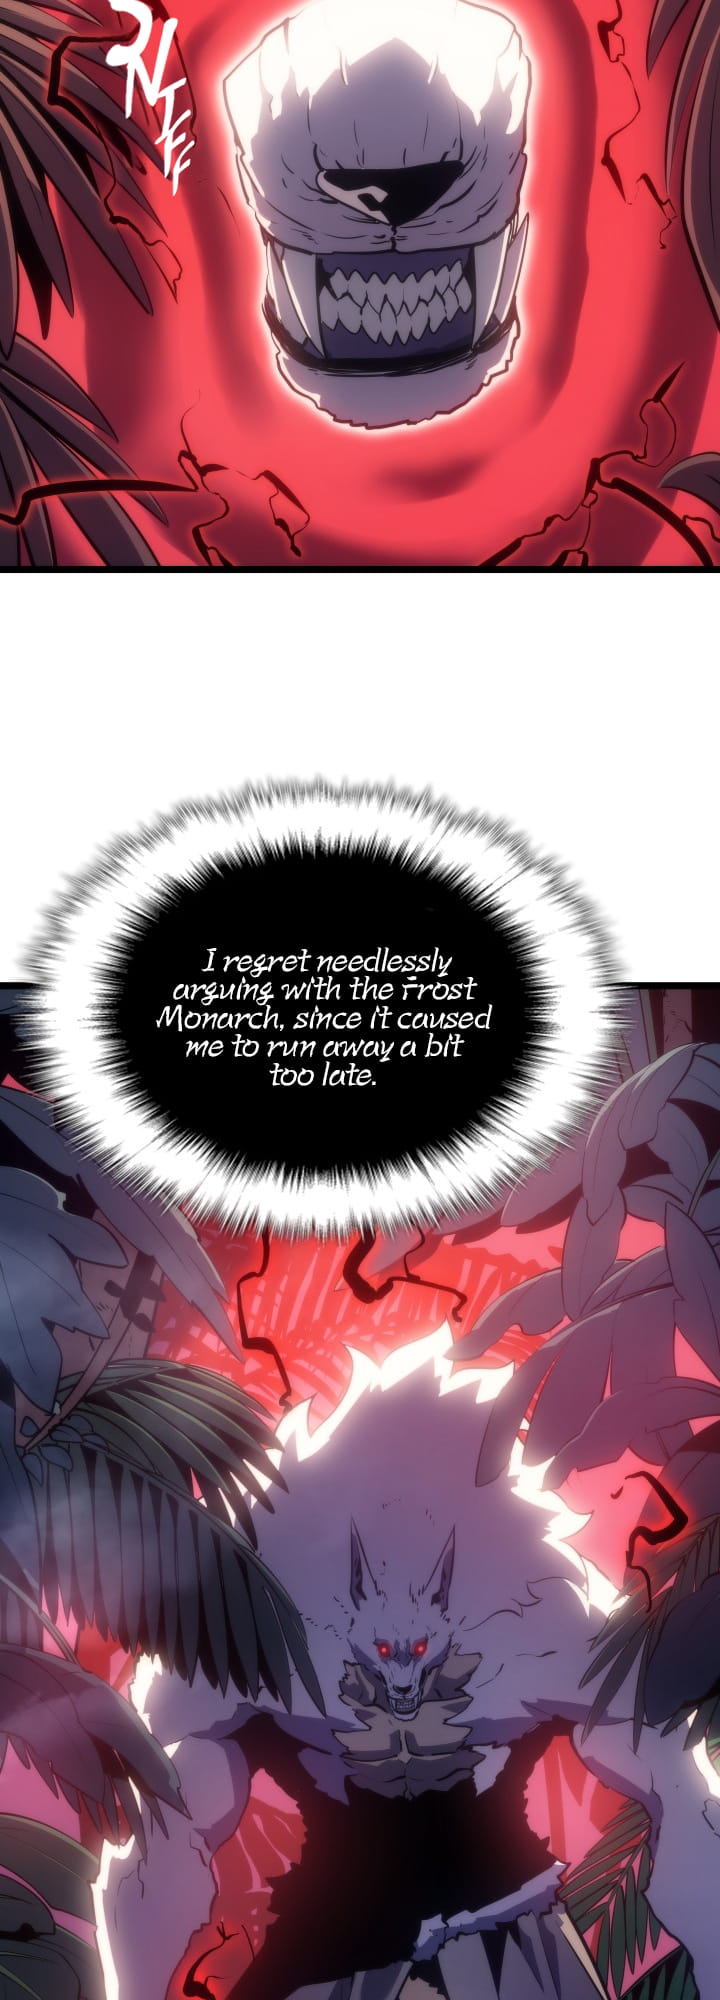 SNIFF
I regret needlessly
arguing with the Frost
Monarch, since it caused
me to run away a bit
too late.